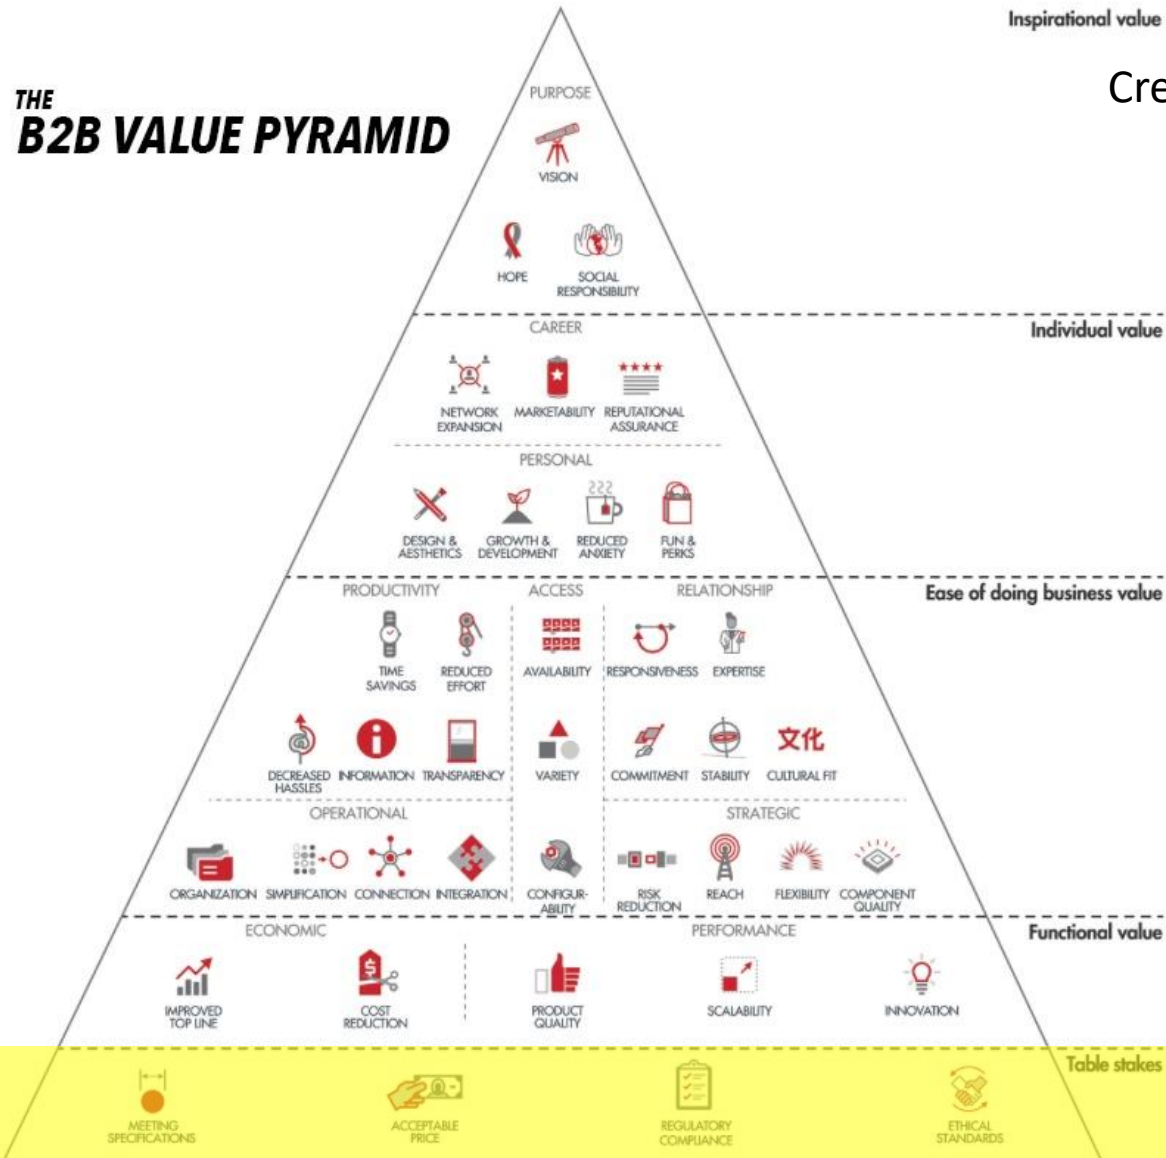 Inspirational value
Cre
THE
B2B VALUE PYRAMID
PURPOSE
VISION
HOPE
SOCIAL
RESPONSIBILITY
Individual value
CAREER
NETWORK
EXPANSION
MARKETABILITY
REPUTATIONAL
ASSURANCE
PERSONAL
DESIGN &
AESTHETICS
GROWTH &
DEVELOPMENT
REDUCED
ANXIETY
FUN &
PERKS
Ease of doing business value
PRODUCTIVITY
ACCESS
RELATIONSHIP
TIME
SAVINGS
REDUCED
EFFORT
AVAILABILITY
RESPONSIVENESS
EXPERTISE
文化
DECREASED
HASSLES
INFORMATION
TRANSPARENCY
VARIETY
COMMITMENT
STABILITY
CULTURAL FIT
OPERATIONAL
STRATEGIC
ORGANIZATION
SIMPLIFICATION
CONNECTION
INTEGRATION
CONFIGUR-
ABILITY
RISK
REDUCTION
REACH
FLEXIBILITY
COMPONENT
QUALITY
Functional value
ECONOMIC
PERFORMANCE
$
IMPROVED
TOP LINE
COST
REDUCTION
PRODUCT
QUALITY
SCALABILITY
INNOVATION
Table stakes
MEETING
SPECIFICATIONS
ACCEPTABLE
PRICE
REGULATORY
COMPLIANCE
ETHICAL
STANDARDS